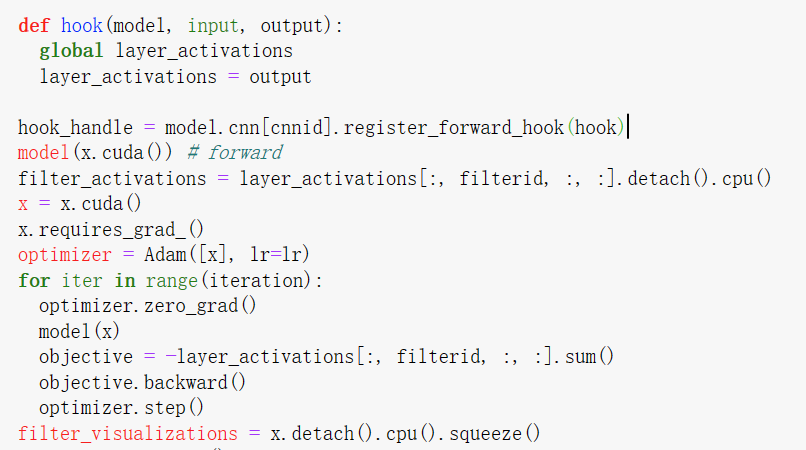 def hook(model, input, output):
  global layer_activations
  layer_activations = output

hook_handle = model.cnn[cnnid].register_forward_hook(hook)
model(x.cuda()) # forward
filter_activations = layer_activations[:, filterid, :, :].detach().cpu()
x = x.cuda()
x.requires_grad_()
optimizer = Adam([x], lr=lr)
for iter in range(iteration):
  optimizer.zero_grad()
  model(x)
  objective = -layer_activations[:, filterid, :, :].sum()
  objective.backward()
  optimizer.step()
filter_visualizations = x.detach().cpu().squeeze()